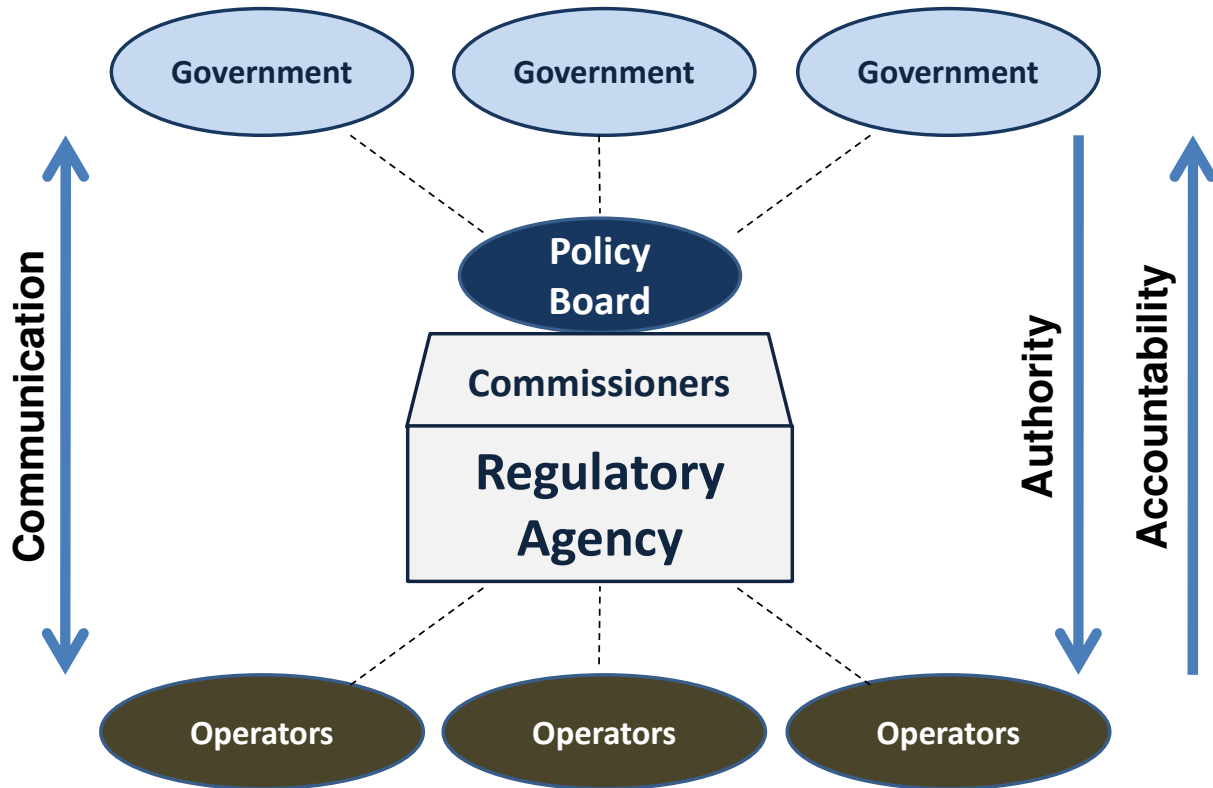 Government
Government
Government
Policy
Board
Commissioners
Regulatory
Agency
Operators
Operators
Operators
Communication
Authority
Accountability